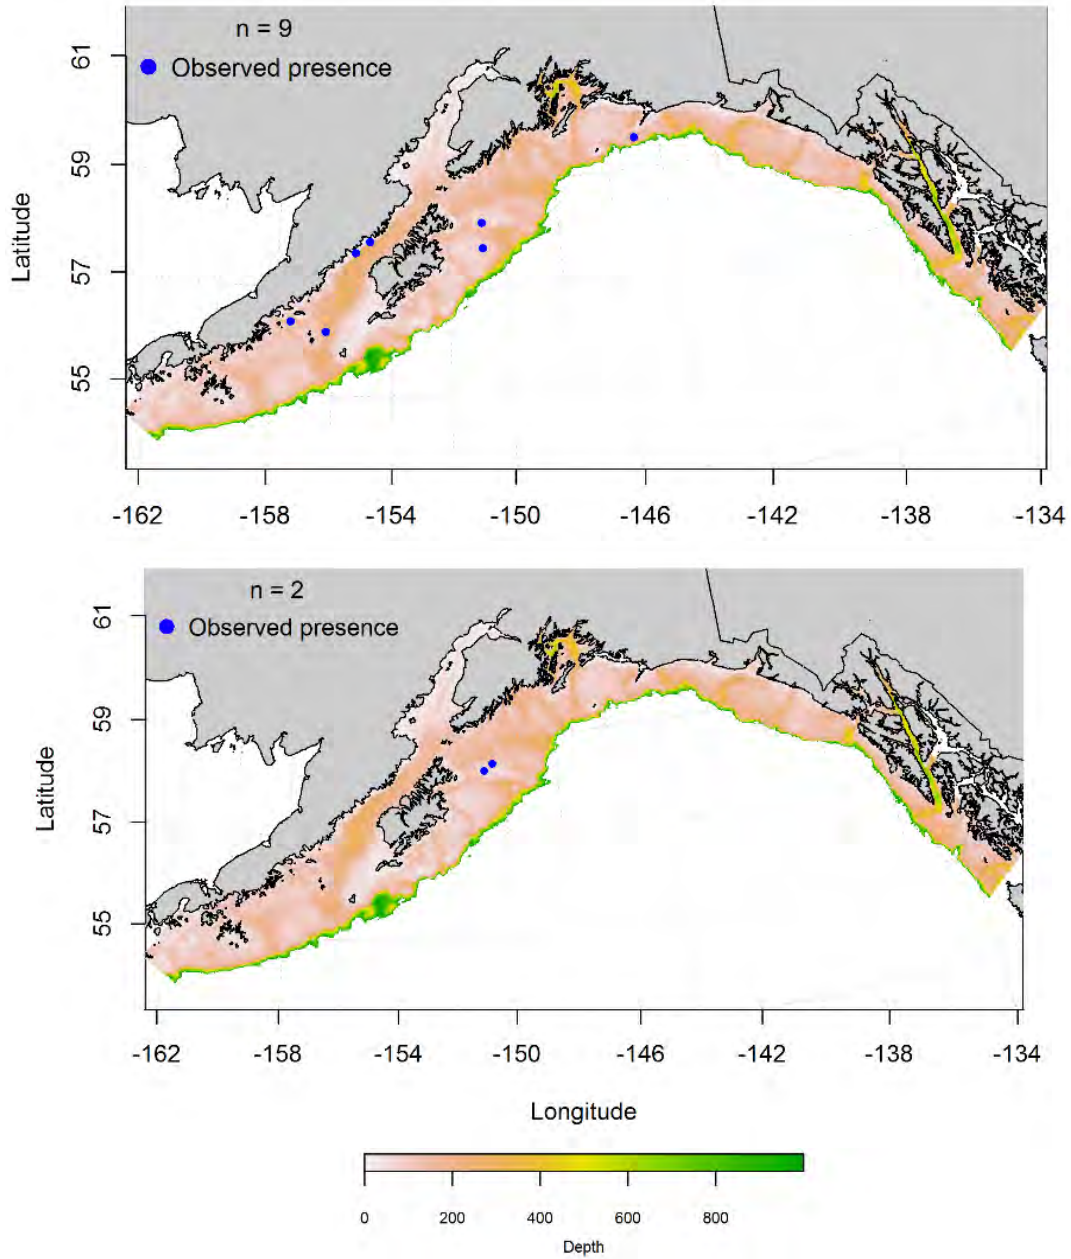 n = 9
Observed presence
61
59
57
55
Latitude
-162 -158 -154 -150 -146 -142 -138 -134
n = 2
Observed presence
61
59
57
55
Latitude
-162 -158 -154 -150 -146 -142 -138 -134
Longitude
0 200 400 600 800
Depth